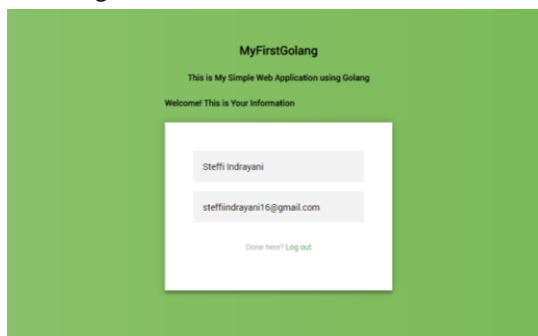 MyFirstGolang
This is My Simple Web Application using Golang
Welcome! This is Your Information
Steffi Indrayani
steffiindrayani16@gmail.com
Done here? Log out